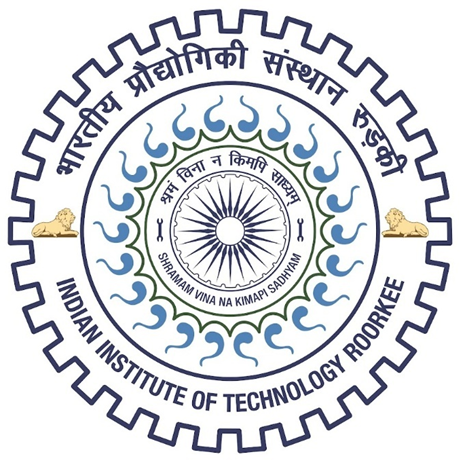 भारतीय प्रौद्योगिकी संस्थान रुड़की
श्रमं विना न किमपि साध्यम्
SHRAMAM VINA NA KIMAPI SADHYAM
INDIAN INSTITUTE OF TECHNOLOGY ROORKEE